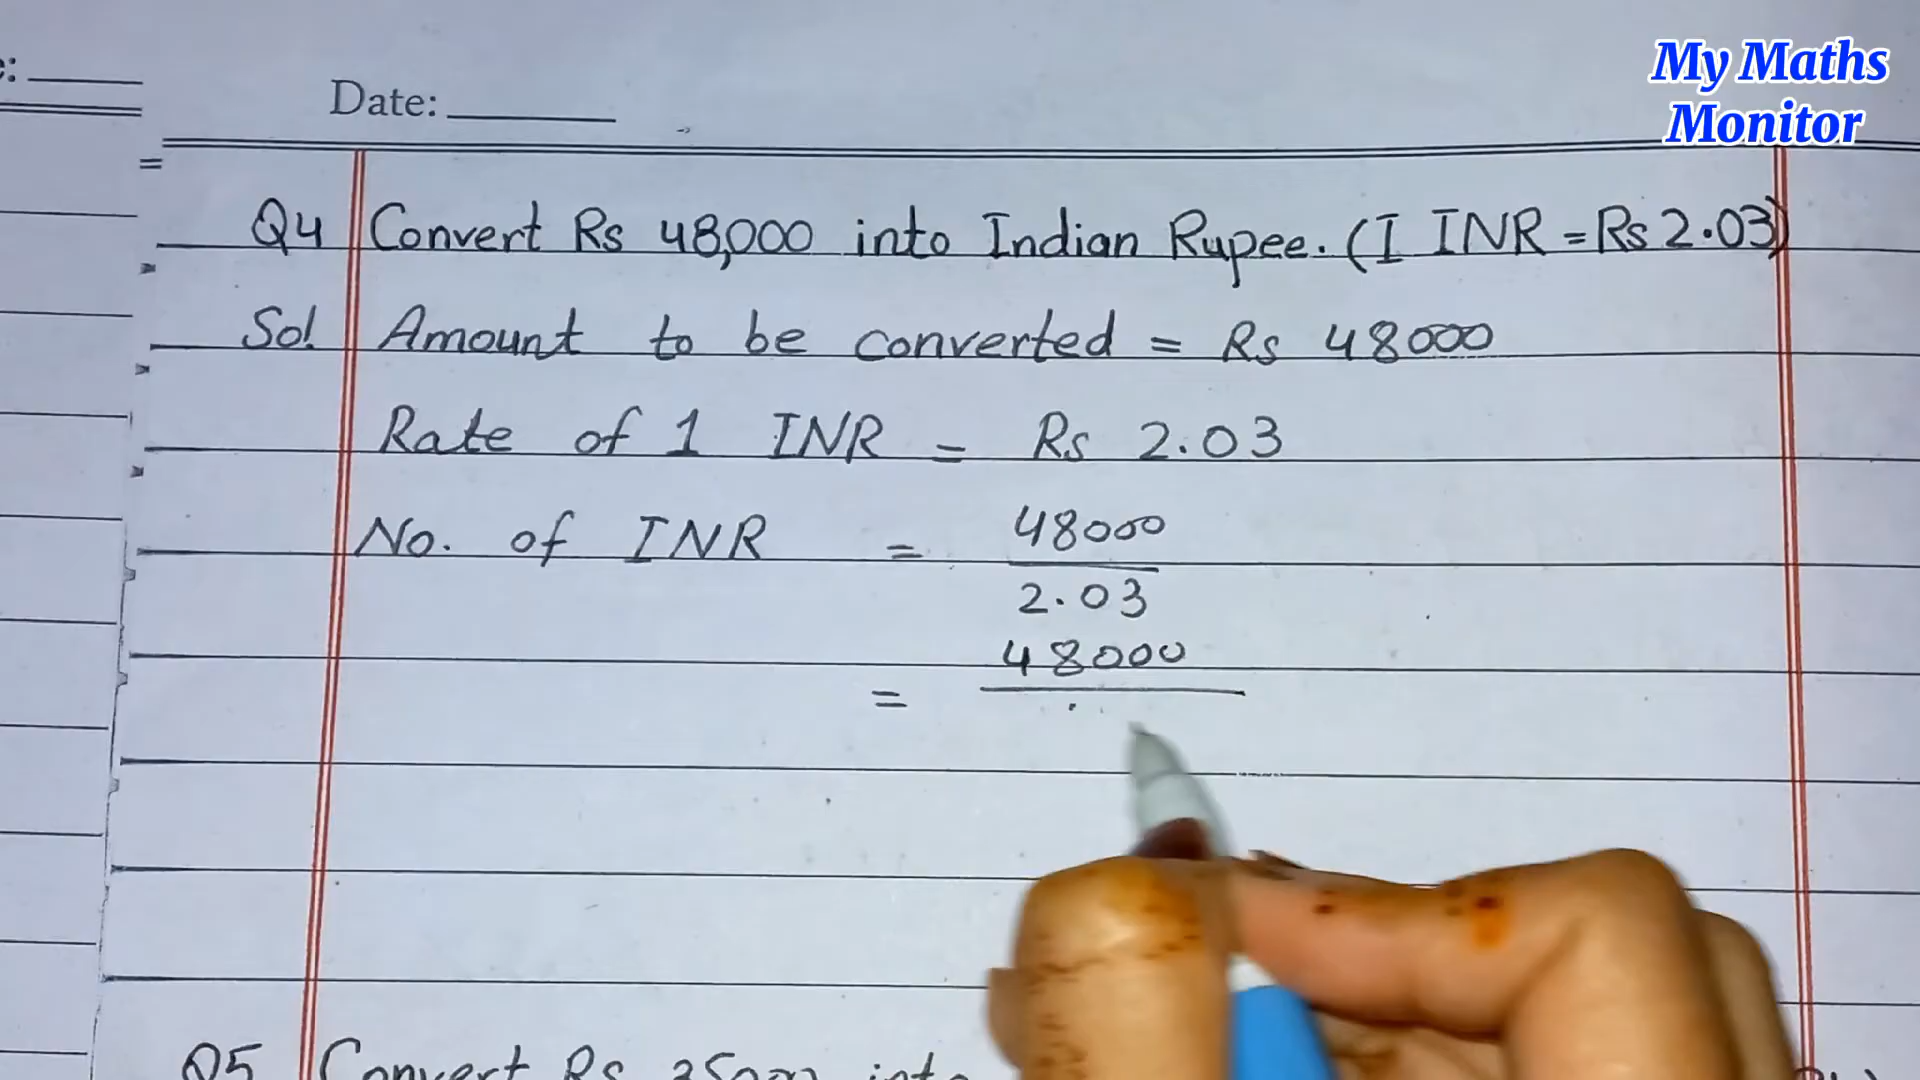 My Maths
Monitor
Date:
Q4 Convert Rs 48,000 into Indian Rupee. (I INR = Rs 2.03)
Sol Amount to be converted = Rs 48000
Rate of 1 INR = Rs 2.03
No. of INR = 48000
2.03
= 48000
Q5 Convert Rs 25000 into